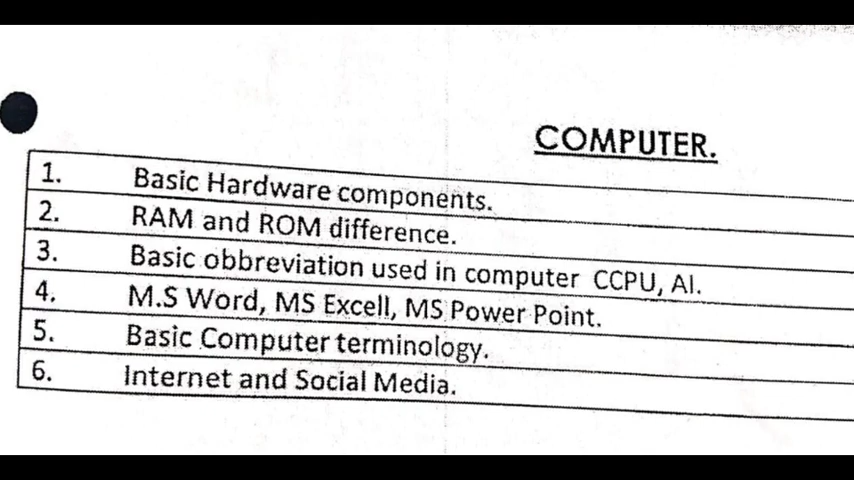 COMPUTER.
1. Basic Hardware components.
2. RAM and ROM difference.
3. Basic obbreviation used in computer CCPU, AI.
4. M.S Word, MS Excell, MS Power Point.
5. Basic Computer terminology.
6. Internet and Social Media.